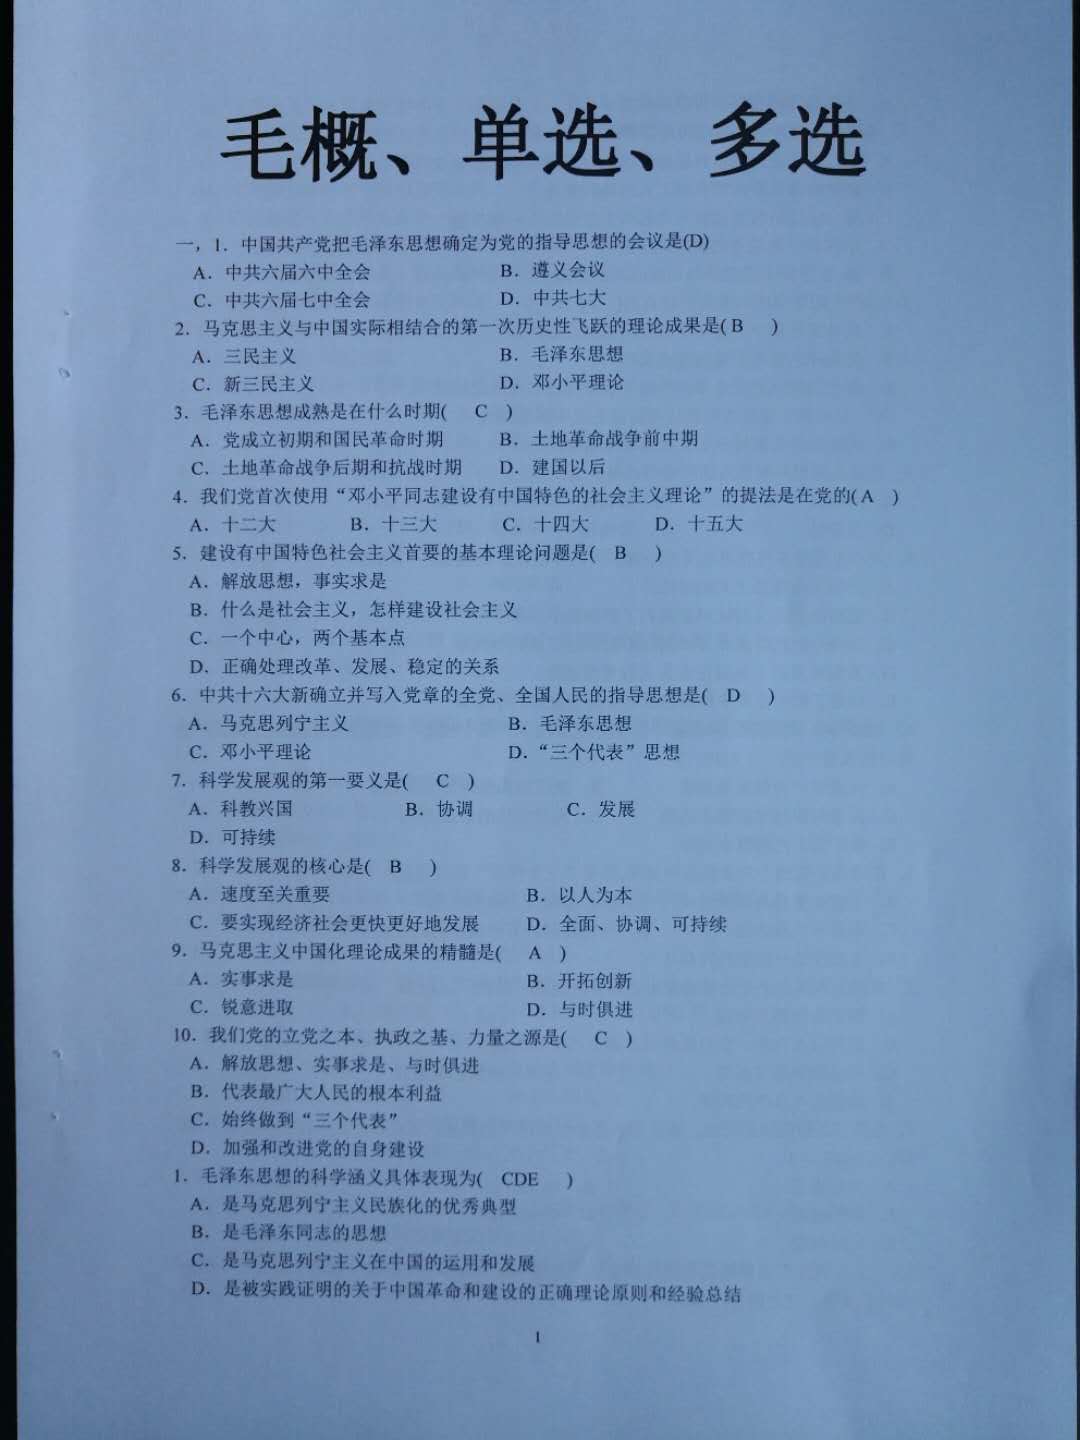 毛概、单选、多选
一，1．中国共产党把毛泽东思想确定为党的指导思想的会议是(D)
A．中共六届六中全会 B．遵义会议
C．中共六届七中全会 D．中共七大
2．马克思主义与中国实际相结合的第一次历史性飞跃的理论成果是( B )
A．三民主义 B．毛泽东思想
C．新三民主义 D．邓小平理论
3．毛泽东思想成熟是在什么时期( C )
A．党成立初期和国民革命时期 B．土地革命战争前中期
C．土地革命战争后期和抗战时期 D．建国以后
4．我们党首次使用“邓小平同志建设有中国特色的社会主义理论”的提法是在党的( A )
A．十二大 B．十三大 C．十四大 D．十五大
5．建设有中国特色社会主义首要的基本理论问题是( B )
A．解放思想，事实求是
B．什么是社会主义，怎样建设社会主义
C．一个中心，两个基本点
D．正确处理改革、发展、稳定的关系
6．中共十六大新确立并写入党章的全党、全国人民的指导思想是( D )
A．马克思列宁主义 B．毛泽东思想
C．邓小平理论 D．“三个代表”思想
7．科学发展观的第一要义是( C )
A．科教兴国 B．协调 C．发展
D．可持续
8．科学发展观的核心是( B )
A．速度至关重要 B．以人为本
C．要实现经济社会更快更好地发展 D．全面、协调、可持续
9．马克思主义中国化理论成果的精髓是( A )
A．实事求是 B．开拓创新
C．锐意进取 D．与时俱进
10．我们党的立党之本、执政之基、力量之源是( C )
A．解放思想、实事求是、与时俱进
B．代表最广大人民的根本利益
C．始终做到“三个代表”
D．加强和改进党的自身建设
1．毛泽东思想的科学涵义具体表现为( CDE )
A．是马克思列宁主义民族化的优秀典型
B．是毛泽东同志的思想
C．是马克思列宁主义在中国的运用和发展
D．是被实践证明的关于中国革命和建设的正确理论原则和经验总结
1